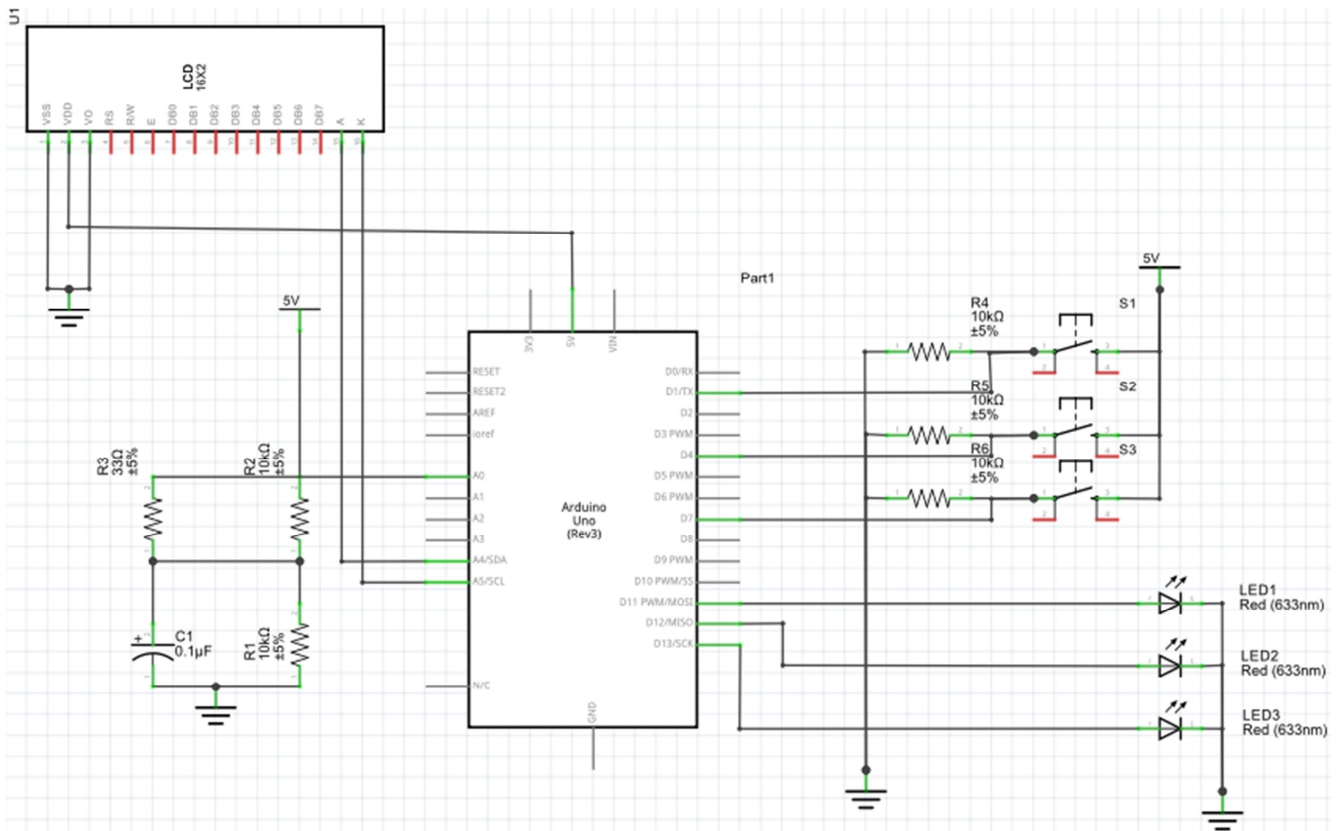 U1
LCD
16X2
VSS
VDD
VO
RS
R/W
E
DB0
DB1
DB2
DB3
DB4
DB5
DB6
DB7
A
K
5V
Part1
3V3
5V
VIN
RESET
RESET2
AREF
ioref
A0
A1
A2
A3
A4/SDA
A5/SCL
N/C
GND
Arduino
Uno
(Rev3)
D0/RX
D1/TX
D2
D3 PWM
D4
D5 PWM
D6 PWM
D7
D8
D9 PWM
D10 PWM/SS
D11 PWM/MOSI
D12/MISO
D13/SCK
R3
33Ω
±5%
R2
10kΩ
±5%
R1
10kΩ
±5%
+
C1
0.1µF
5V
R4
10kΩ
±5%
S1
R5
10kΩ
±5%
S2
R6
10kΩ
±5%
S3
LED1
Red (633nm)
LED2
Red (633nm)
LED3
Red (633nm)